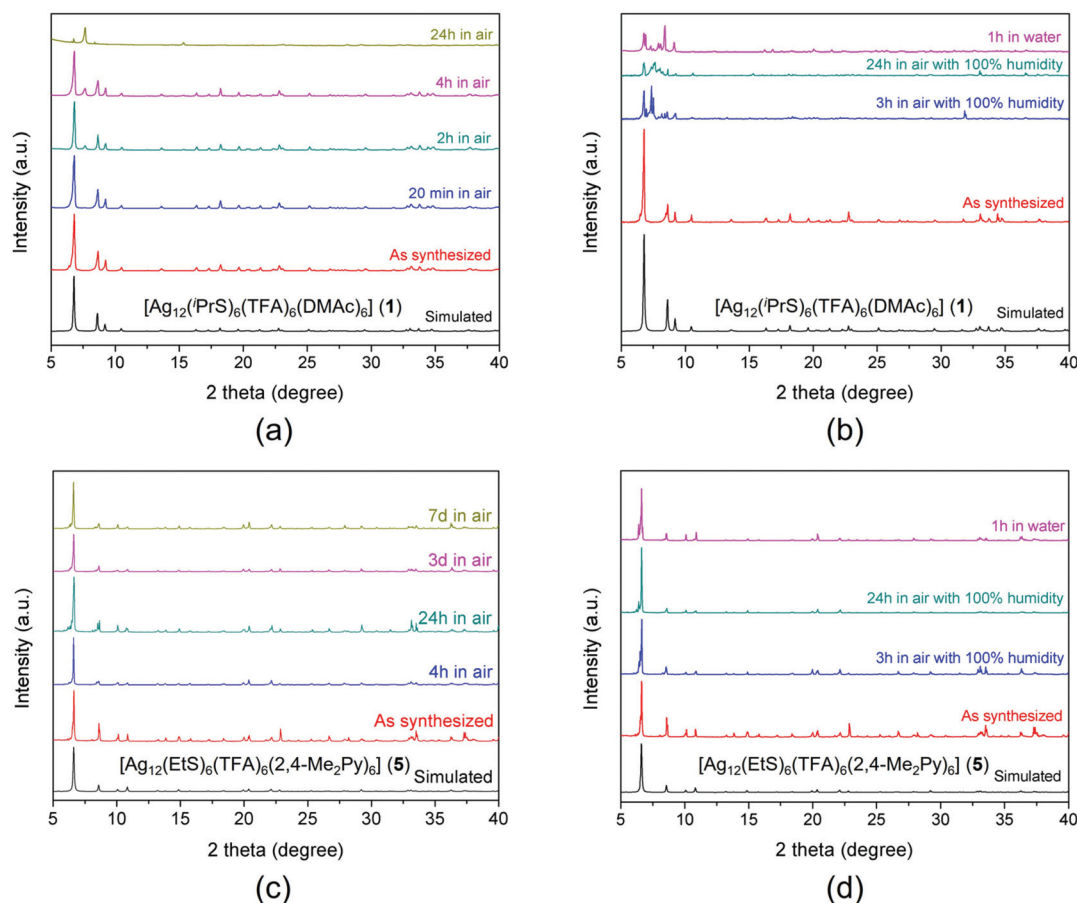 24h in air
4h in air
2h in air
20 min in air
As synthesized
[Ag₁₂(ⁱPrS)₆(TFA)₆(DMAc)₆] (1)
Simulated
Intensity (a.u.)
5 10 15 20 25 30 35 40
2 theta (degree)
(a)
1h in water
24h in air with 100% humidity
3h in air with 100% humidity
As synthesized
[Ag₁₂(ⁱPrS)₆(TFA)₆(DMAc)₆] (1)
Simulated
Intensity (a.u.)
5 10 15 20 25 30 35 40
2 theta (degree)
(b)
7d in air
3d in air
24h in air
4h in air
As synthesized
[Ag₁₂(EtS)₆(TFA)₆(2,4-Me₂Py)₆] (5)
Simulated
Intensity (a.u.)
5 10 15 20 25 30 35 40
2 theta (degree)
(c)
1h in water
24h in air with 100% humidity
3h in air with 100% humidity
As synthesized
[Ag₁₂(EtS)₆(TFA)₆(2,4-Me₂Py)₆] (5)
Simulated
Intensity (a.u.)
5 10 15 20 25 30 35 40
2 theta (degree)
(d)